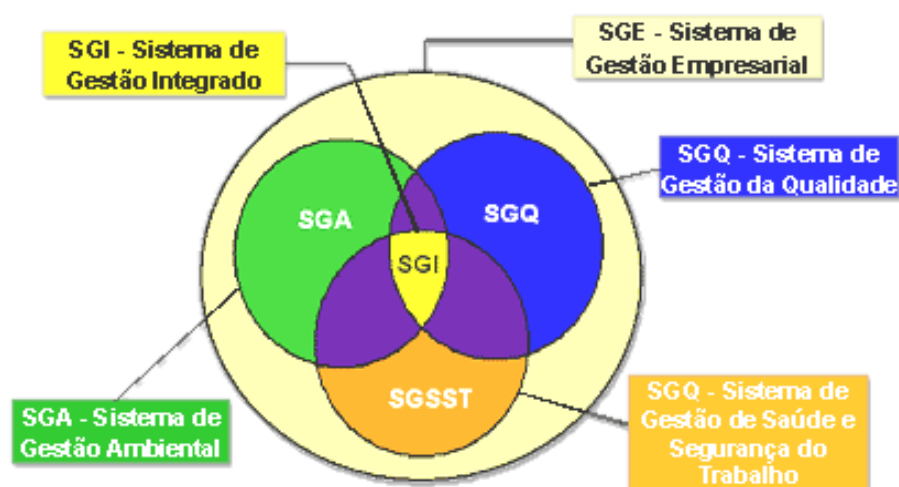 SGI - Sistema de
Gestão Integrado
SGE - Sistema de
Gestão Empresarial
SGQ - Sistema de
Gestão da Qualidade
SGA
SGQ
SGI
SGSST
SGA - Sistema de
Gestão Ambiental
SGQ - Sistema de
Gestão de Saúde e
Segurança do
Trabalho